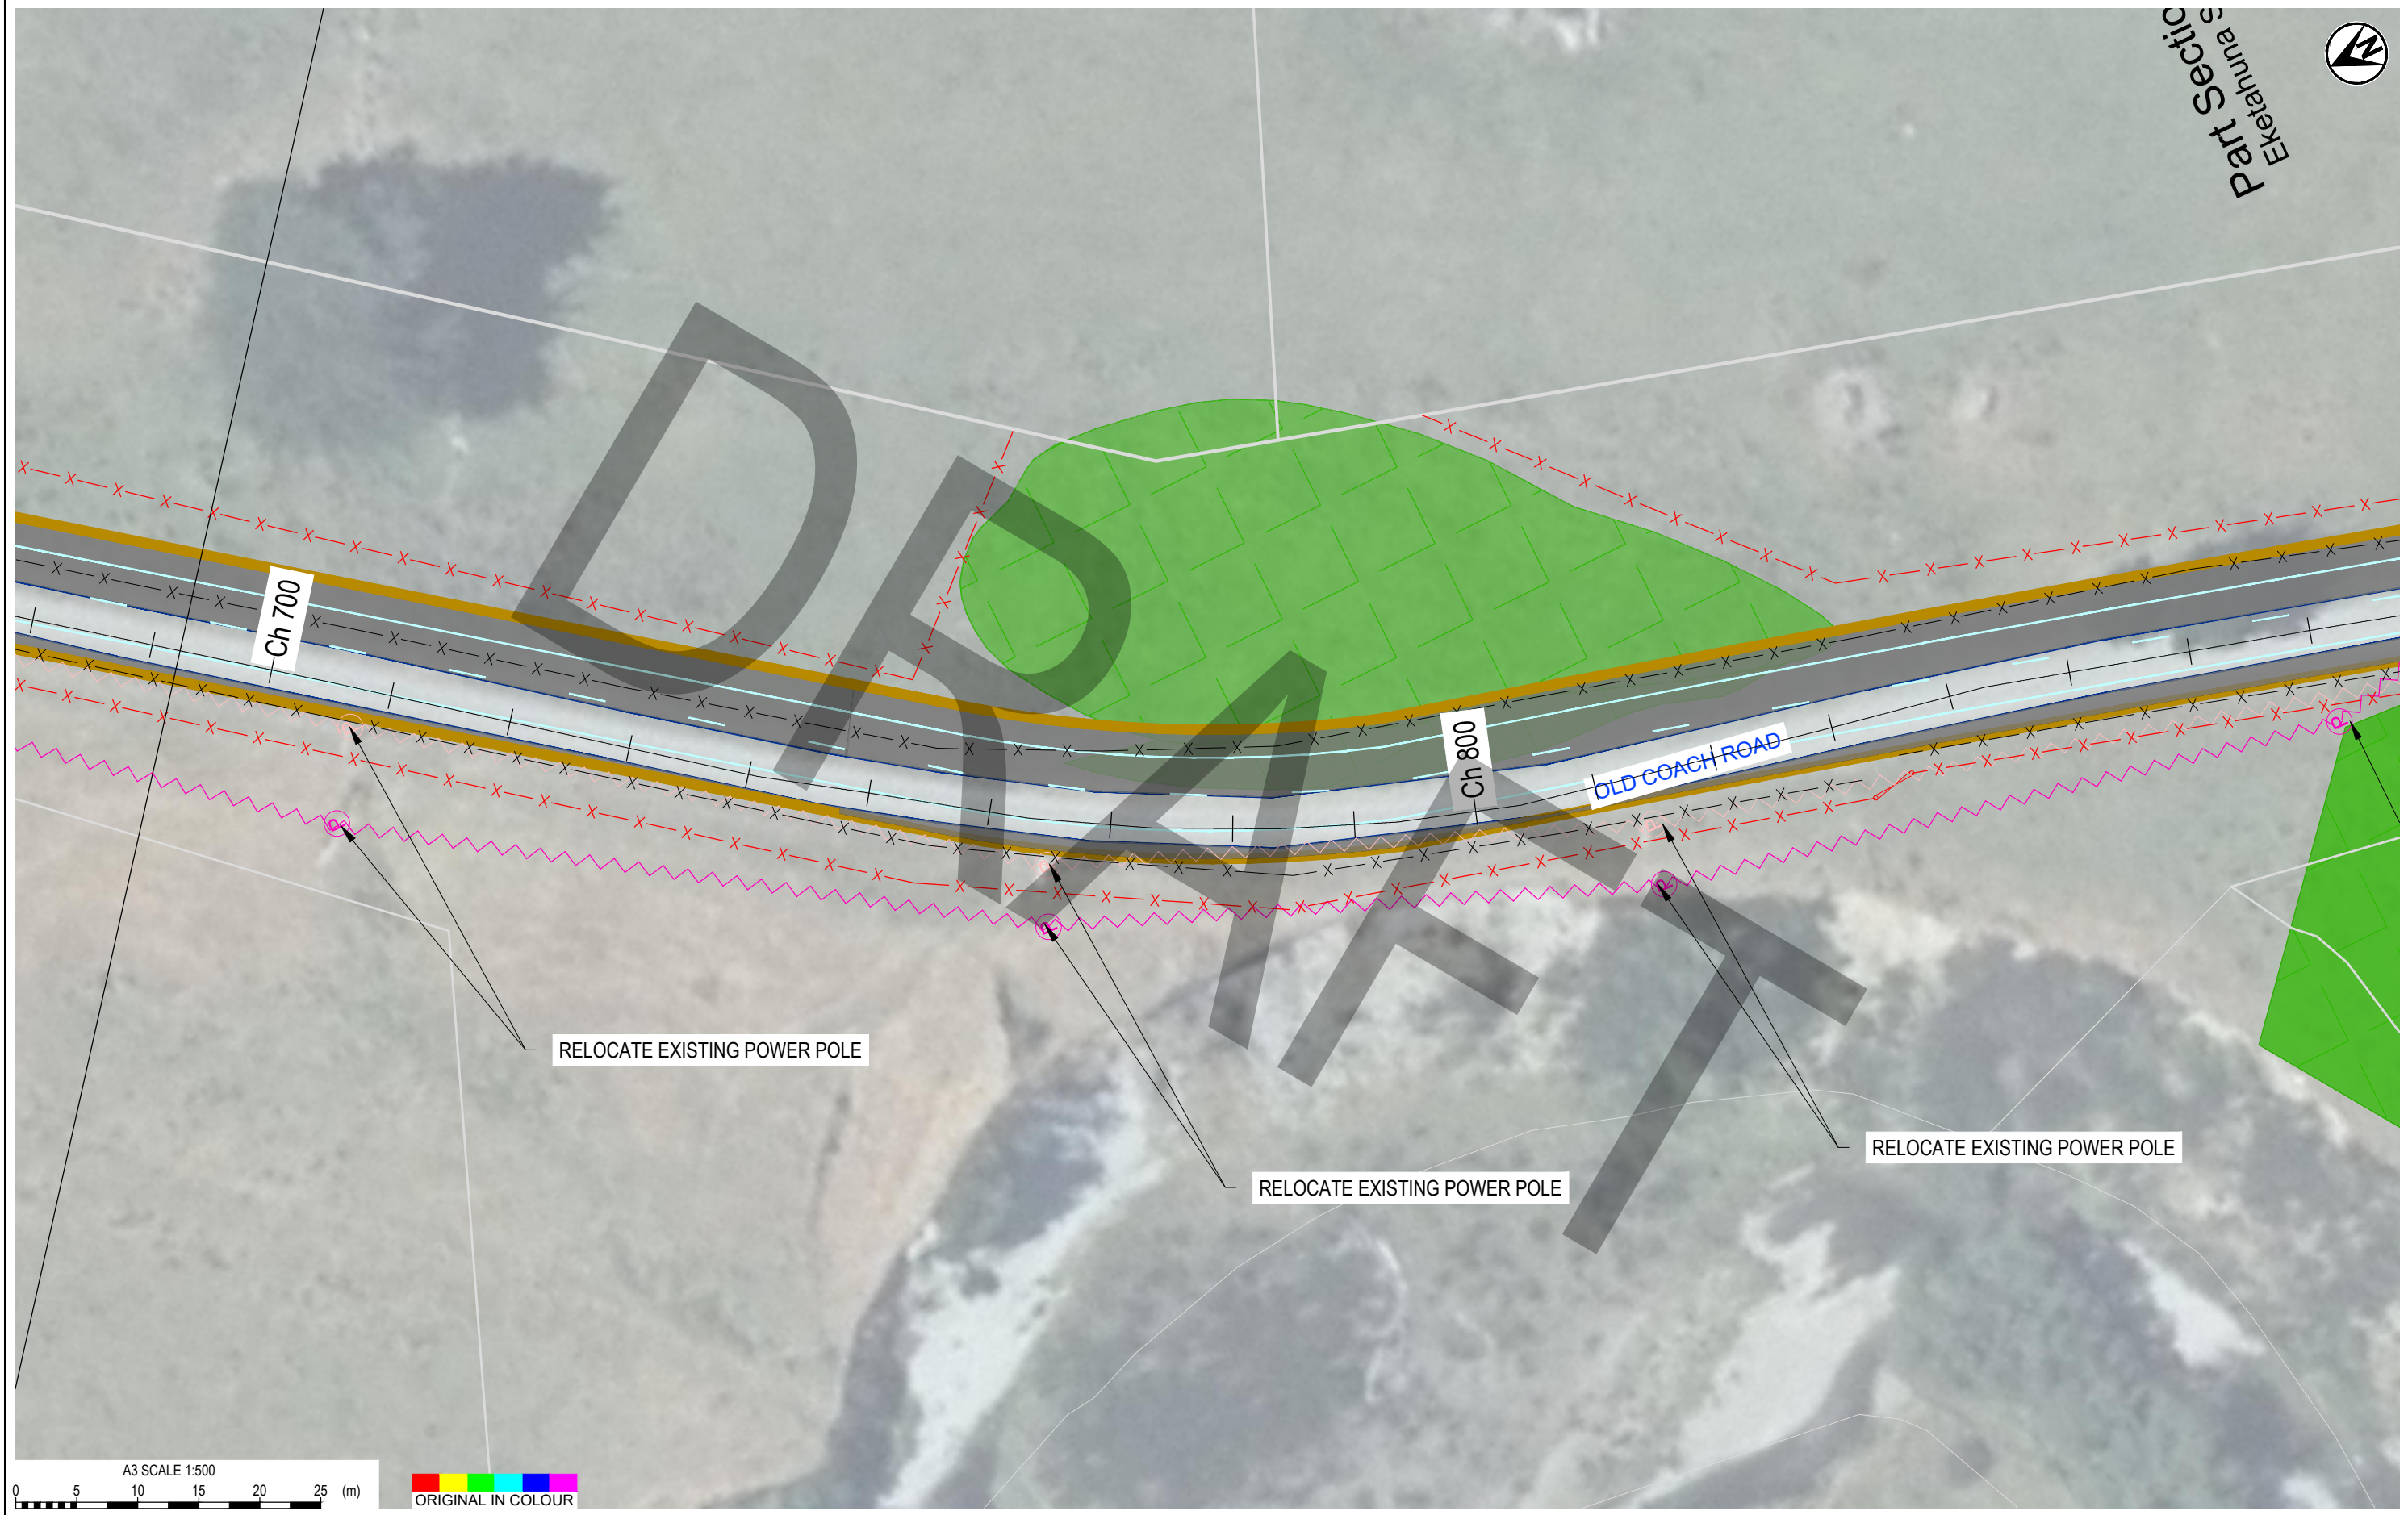 Part Sectio
Eketahuna S
N
DRAFT
Ch 700
Ch 800
OLD COACH ROAD
P
P
R
P
RELOCATE EXISTING POWER POLE
RELOCATE EXISTING POWER POLE
RELOCATE EXISTING POWER POLE
A3 SCALE 1:500
0 5 10 15 20 25 (m)
ORIGINAL IN COLOUR